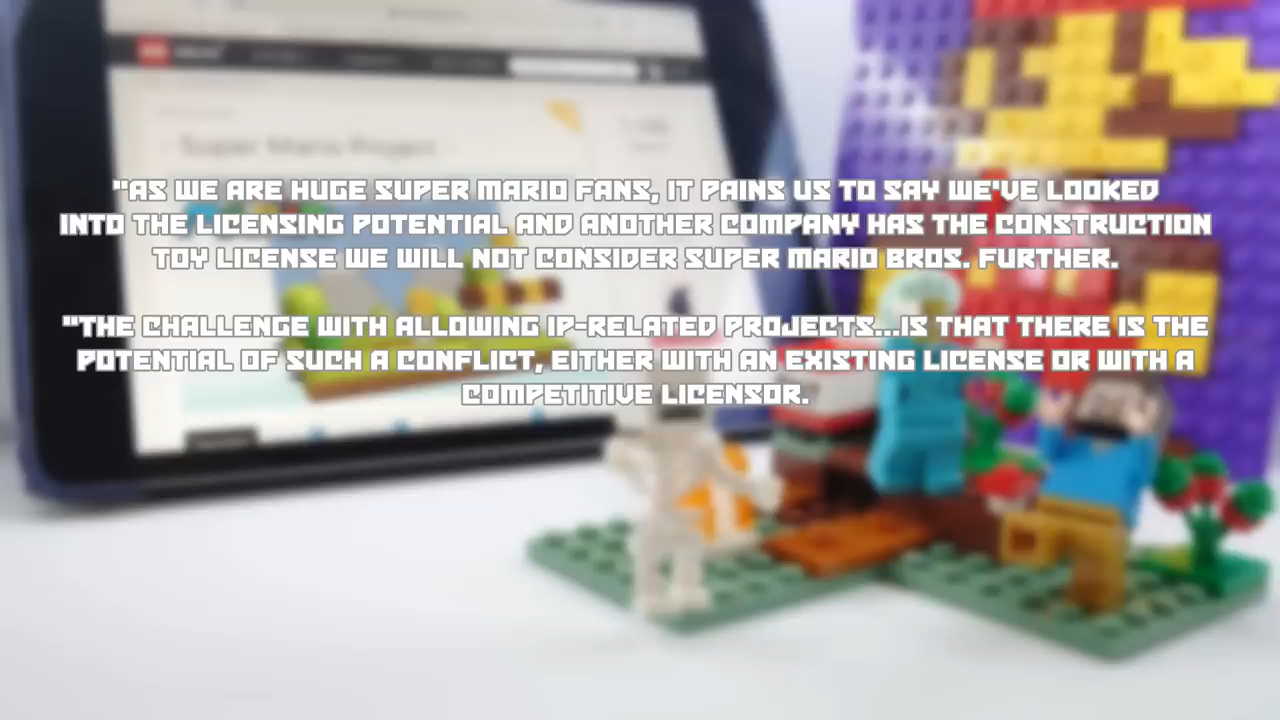 Super Mario Project
"AS WE ARE HUGE SUPER MARIO FANS, IT PAINS US TO SAY WE'VE LOOKED
INTO THE LICENSING POTENTIAL AND ANOTHER COMPANY HAS THE CONSTRUCTION
TOY LICENSE WE WILL NOT CONSIDER SUPER MARIO BROS. FURTHER.
"THE CHALLENGE WITH ALLOWING IP-RELATED PROJECTS...IS THAT THERE IS THE
POTENTIAL OF SUCH A CONFLICT, EITHER WITH AN EXISTING LICENSE OR WITH A
COMPETITIVE LICENSOR.